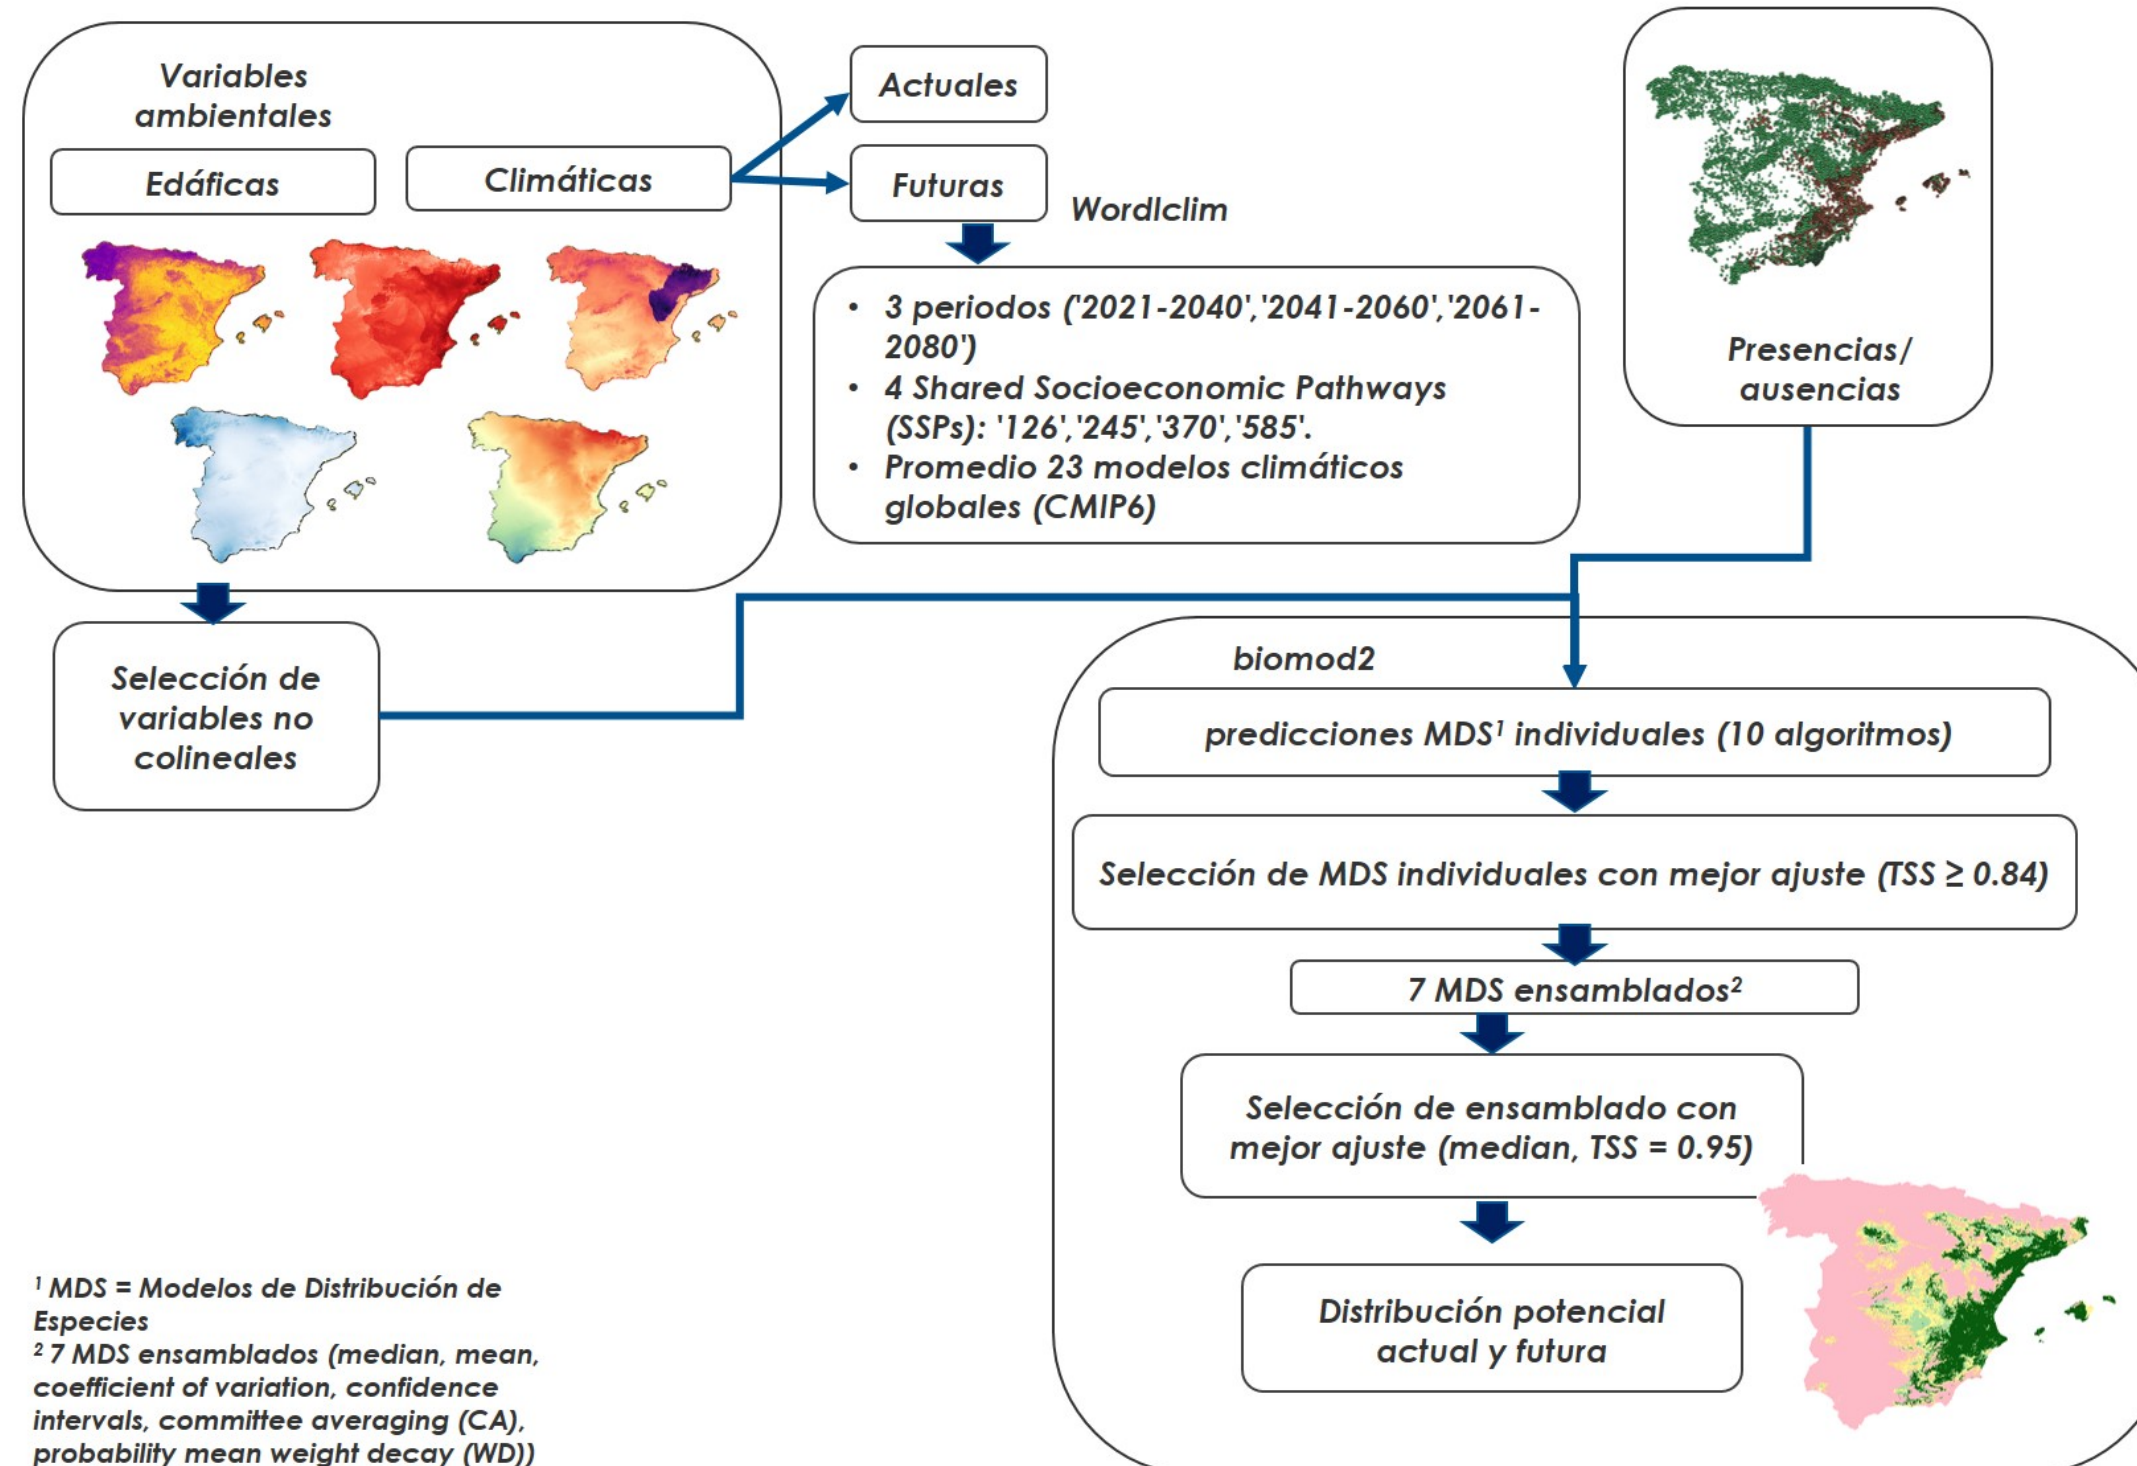 Variables
ambientales
Edáficas
Climáticas
Actuales
Futuras
Wordlclim
• 3 periodos ('2021-2040','2041-2060','2061-
2080')
• 4 Shared Socioeconomic Pathways
(SSPs): '126','245','370','585'.
• Promedio 23 modelos climáticos
globales (CMIP6)
Presencias/
ausencias
Selección de
variables no
colineales
biomod2
predicciones MDS¹ individuales (10 algoritmos)
Selección de MDS individuales con mejor ajuste (TSS ≥ 0.84)
7 MDS ensamblados²
Selección de ensamblado con
mejor ajuste (median, TSS = 0.95)
Distribución potencial
actual y futura
¹ MDS = Modelos de Distribución de
Especies
² 7 MDS ensamblados (median, mean,
coefficient of variation, confidence
intervals, committee averaging (CA),
probability mean weight decay (WD))